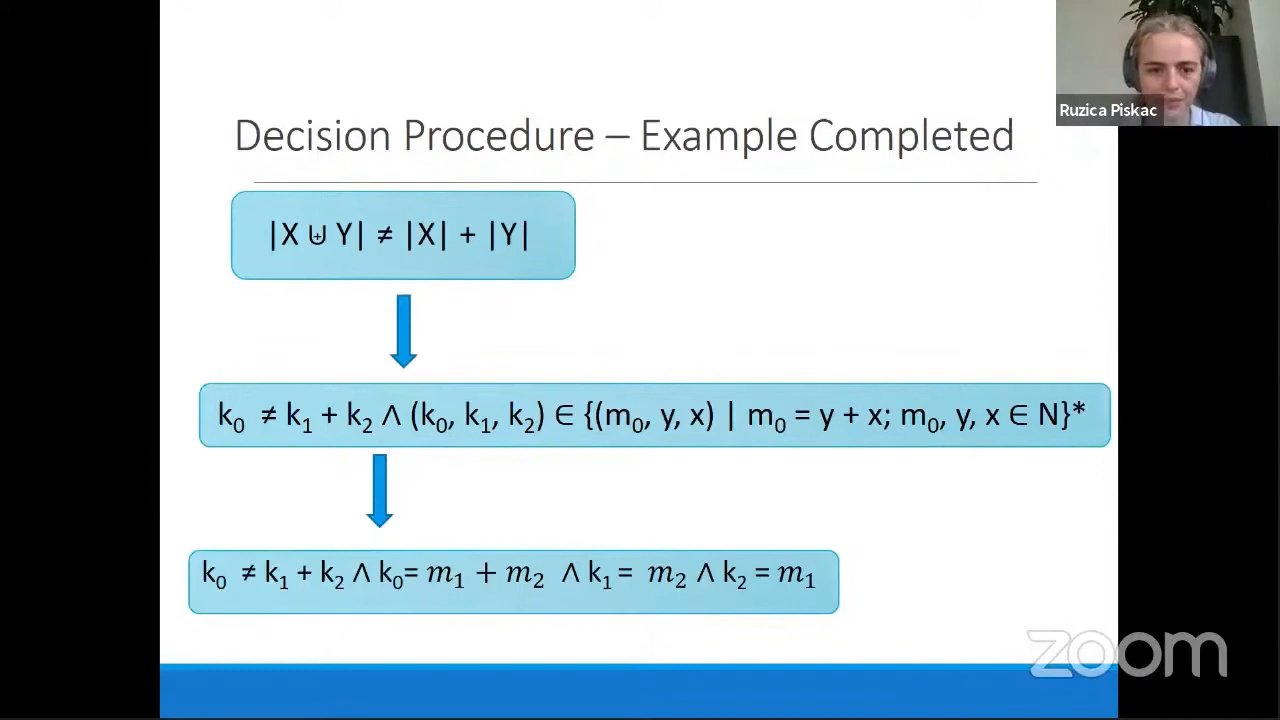 Ruzica Piskac
Decision Procedure – Example Completed
|X ⊎ Y| ≠ |X| + |Y|
k₀ ≠ k₁ + k₂ ∧ (k₀, k₁, k₂) ∈ {(m₀, y, x) | m₀ = y + x; m₀, y, x ∈ N}*
k₀ ≠ k₁ + k₂ ∧ k₀= m₁ + m₂ ∧ k₁ = m₂ ∧ k₂ = m₁
zoom